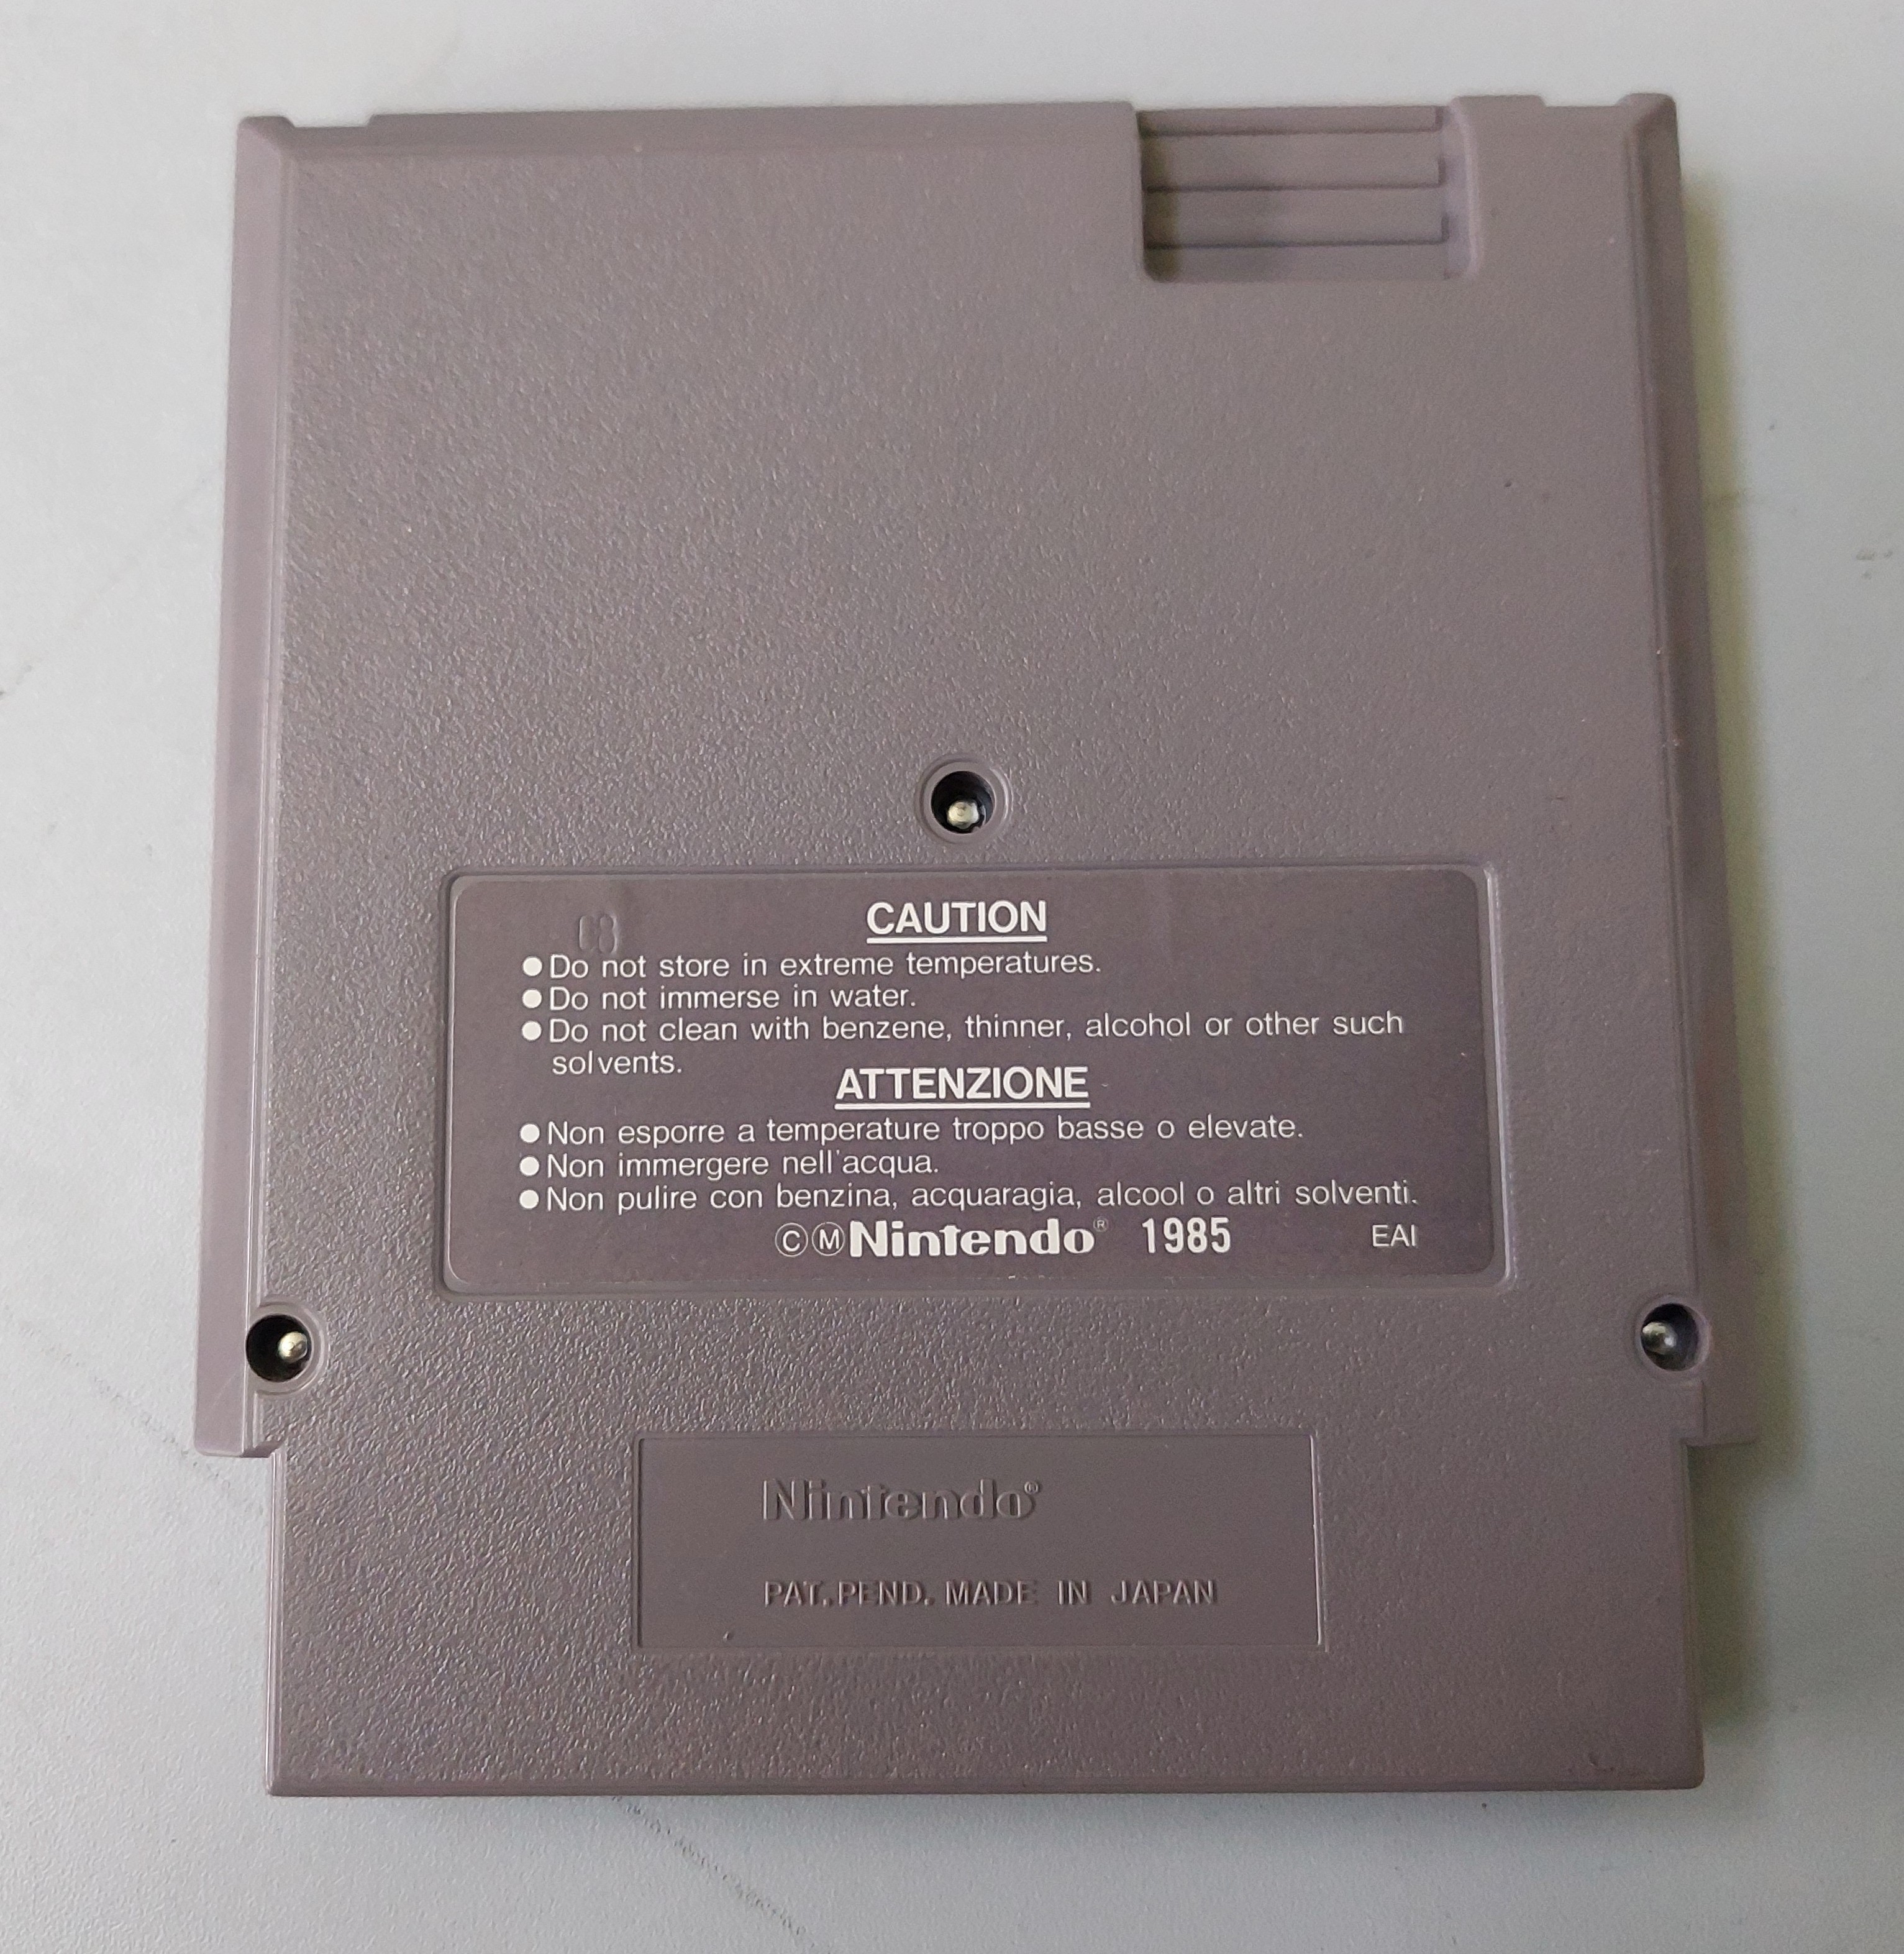 08
CAUTION
●Do not store in extreme temperatures.
●Do not immerse in water.
●Do not clean with benzene, thinner, alcohol or other such
solvents.
ATTENZIONE
●Non esporre a temperature troppo basse o elevate.
●Non immergere nell'acqua.
●Non pulire con benzina, acquaragia, alcool o altri solventi.
ⒸⓂNintendo® 1985 EAI
Nintendo®
PAT. PEND. MADE IN JAPAN